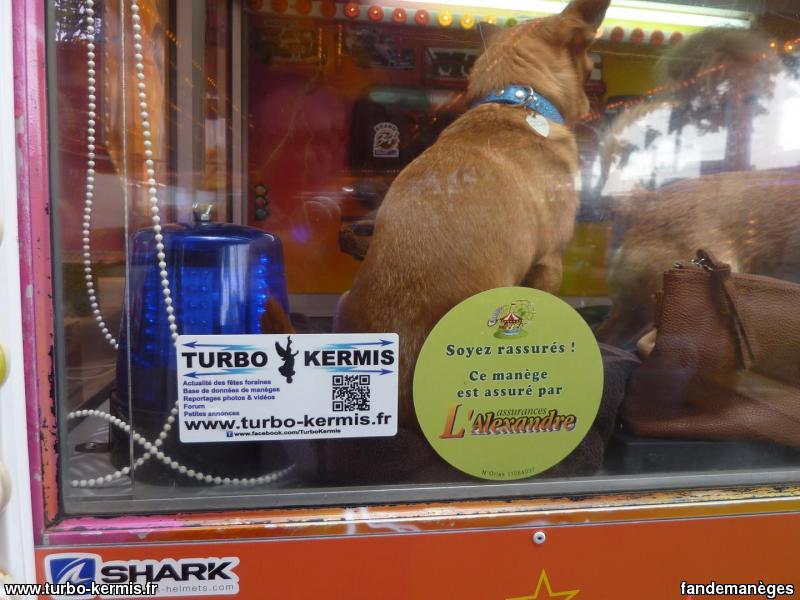 TURBO KERMIS
Actualité des fêtes foraines
Base de données de manèges
Reportages photos & vidéos
Forum
Petites annonces
www.turbo-kermis.fr
www.facebook.com/TurboKermis
Soyez rassurés !
Ce manège
est assuré par
assurances
L'Alexandre
N°Orias 11064037
SHARK
-helmets.com
www.turbo-kermis.fr
fandemanèges